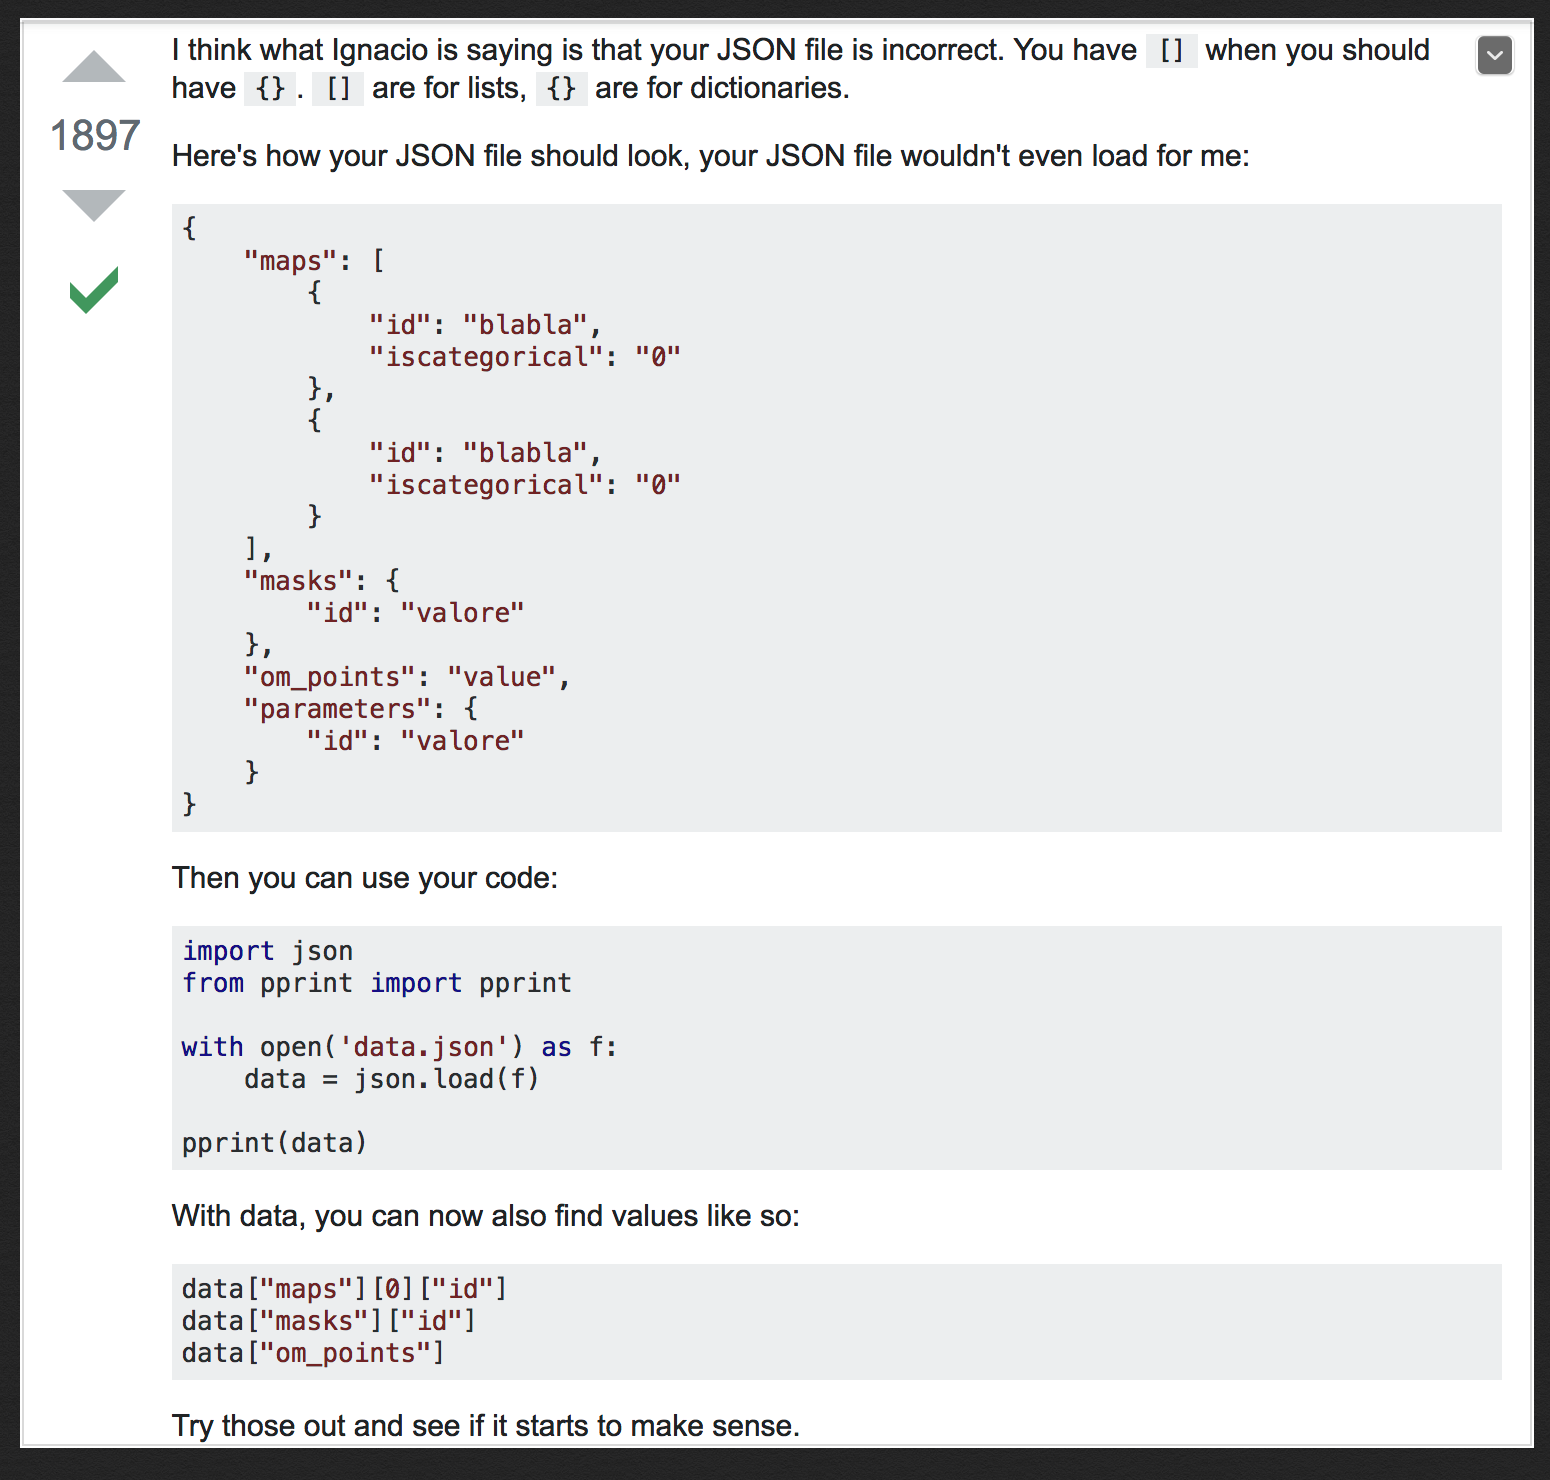 I think what Ignacio is saying is that your JSON file is incorrect. You have [] when you should
have {}. [] are for lists, {} are for dictionaries.
1897
Here's how your JSON file should look, your JSON file wouldn't even load for me:
{
    "maps": [
        {
            "id": "blabla",
            "iscategorical": "0"
        },
        {
            "id": "blabla",
            "iscategorical": "0"
        }
    ],
    "masks": {
        "id": "valore"
    },
    "om_points": "value",
    "parameters": {
        "id": "valore"
    }
}
Then you can use your code:
import json
from pprint import pprint

with open('data.json') as f:
    data = json.load(f)

pprint(data)
With data, you can now also find values like so:
data["maps"][0]["id"]
data["masks"]["id"]
data["om_points"]
Try those out and see if it starts to make sense.